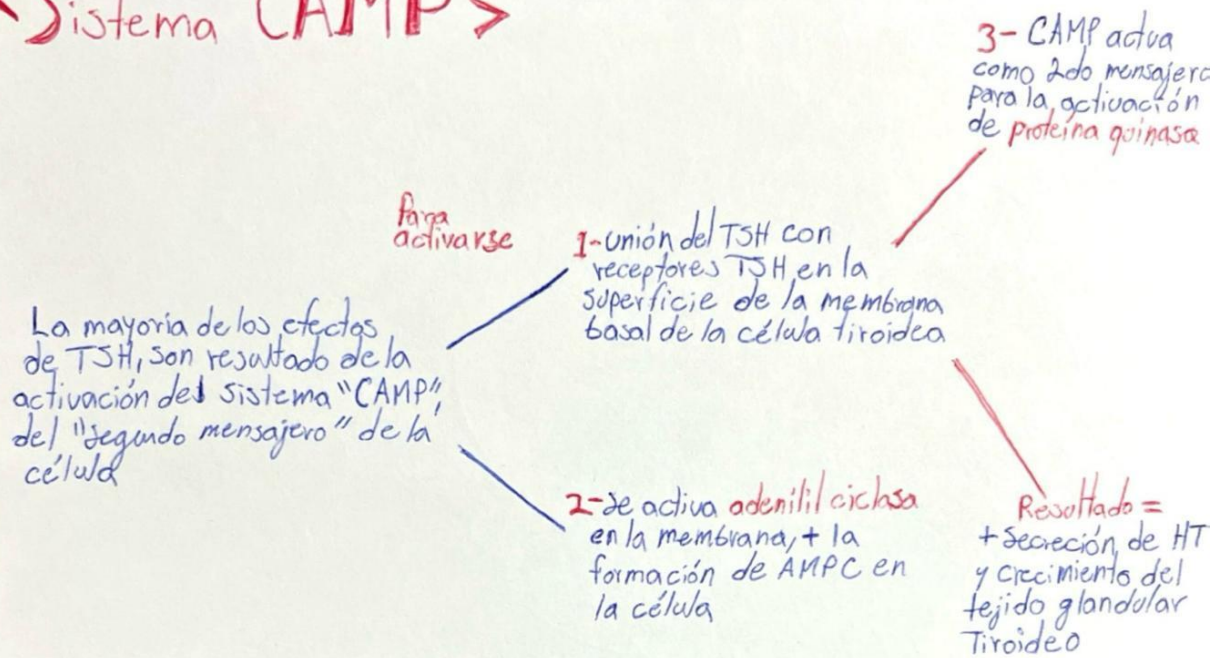 <Sistema CAMP>
La mayoría de los efectos
de TSH, son resultado de la
activación del sistema "CAMP",
del "segundo mensajero" de la
célula
Para
activarse
1-Unión del TSH con
receptores TSH, en la
superficie de la membrana
basal de la célula tiroidea
2-se activa adenilil ciclasa
en la membrana, + la
formación de AMPC en
la célula
3- CAMP actua
como 2do mensajero
para la activación
de proteína quinasa
Resultado =
+ Secreción de HT
y crecimiento del
tejido glandular
Tiroideo